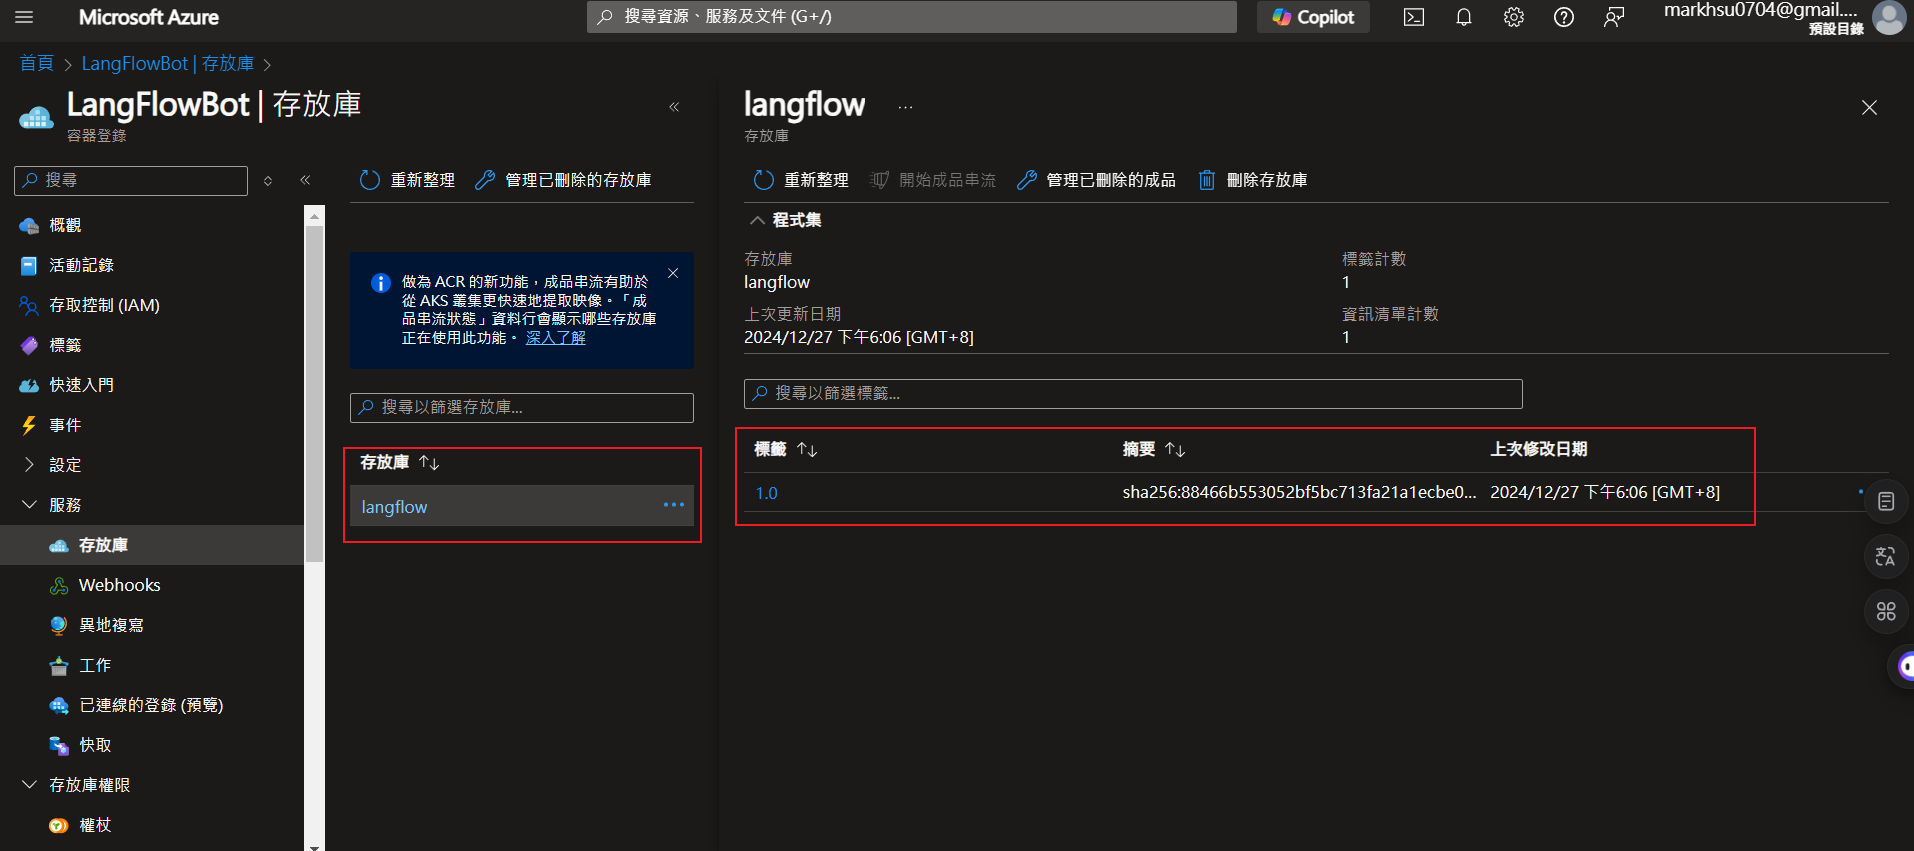 Microsoft Azure
搜尋資源、服務及文件 (G+/)
Copilot
markhsu0704@gmail....
預設目錄
首頁
LangFlowBot | 存放庫
LangFlowBot | 存放庫
容器登錄
搜尋
概觀
活動記錄
存取控制 (IAM)
標籤
快速入門
事件
設定
服務
存放庫
Webhooks
異地複寫
工作
已連線的登錄 (預覽)
快取
存放庫權限
權杖
重新整理
管理已刪除的存放庫
做為 ACR 的新功能，成品串流有助於
從 AKS 叢集更快速地提取映像。「成
品串流狀態」資料行會顯示哪些存放庫
正在使用此功能。 深入了解
搜尋以篩選存放庫...
存放庫
langflow
langflow
存放庫
重新整理
開始成品串流
管理已刪除的成品
刪除存放庫
程式集
存放庫
langflow
標籤計數
1
上次更新日期
2024/12/27 下午6:06 [GMT+8]
資訊清單計數
1
搜尋以篩選標籤...
標籤
摘要
上次修改日期
1.0
sha256:88466b553052bf5bc713fa21a1ecbe0...
2024/12/27 下午6:06 [GMT+8]